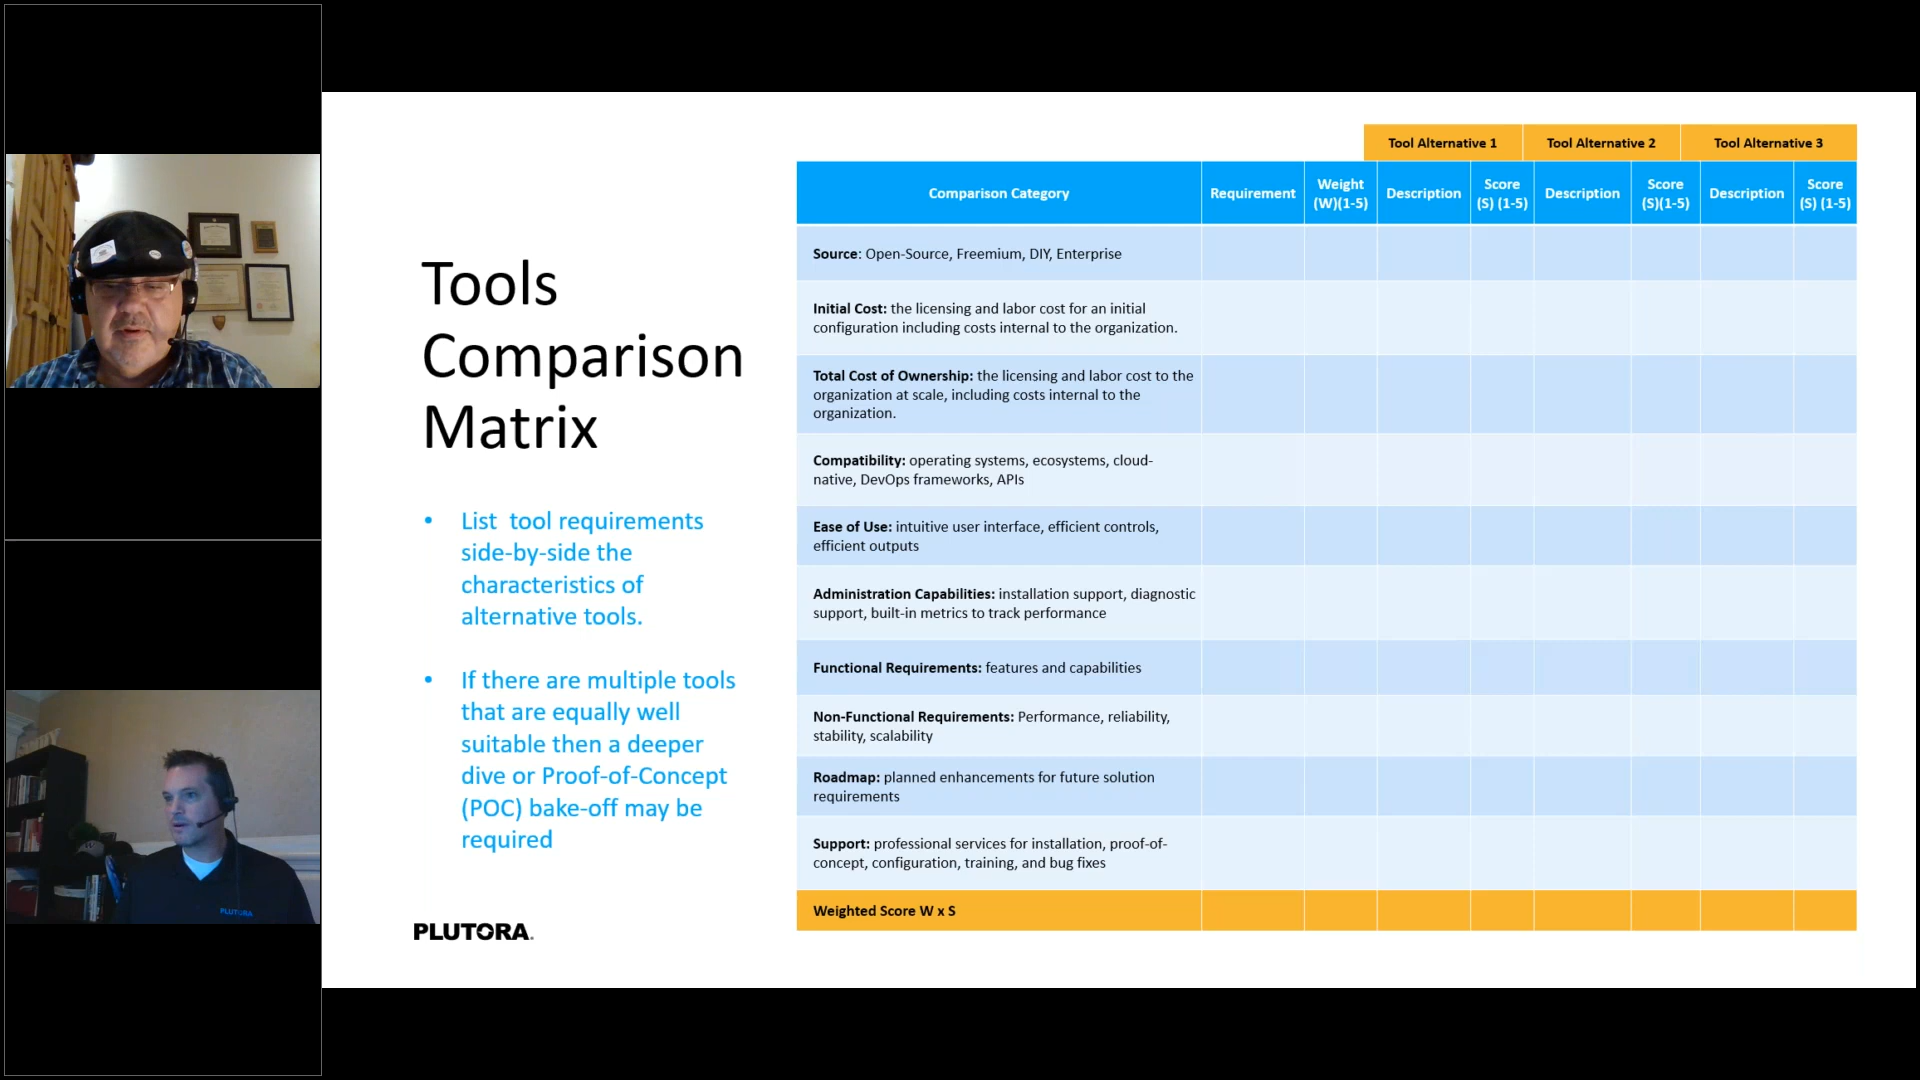 Tools
Comparison
Matrix
• List  tool requirements
side-by-side the
characteristics of
alternative tools.
• If there are multiple tools
that are equally well
suitable then a deeper
dive or Proof-of-Concept
(POC) bake-off may be
required
PLUTORA
Tool Alternative 1 Tool Alternative 2 Tool Alternative 3
Comparison Category Requirement Weight (W)(1-5) Description Score (S) (1-5) Description Score (S)(1-5) Description Score (S) (1-5)
Source: Open-Source, Freemium, DIY, Enterprise
Initial Cost: the licensing and labor cost for an initial
configuration including costs internal to the organization.
Total Cost of Ownership: the licensing and labor cost to the
organization at scale, including costs internal to the
organization.
Compatibility: operating systems, ecosystems, cloud-
native, DevOps frameworks, APIs
Ease of Use: intuitive user interface, efficient controls,
efficient outputs
Administration Capabilities: installation support, diagnostic
support, built-in metrics to track performance
Functional Requirements: features and capabilities
Non-Functional Requirements: Performance, reliability,
stability, scalability
Roadmap: planned enhancements for future solution
requirements
Support: professional services for installation, proof-of-
concept, configuration, training, and bug fixes
Weighted Score W x S
PLUTORA